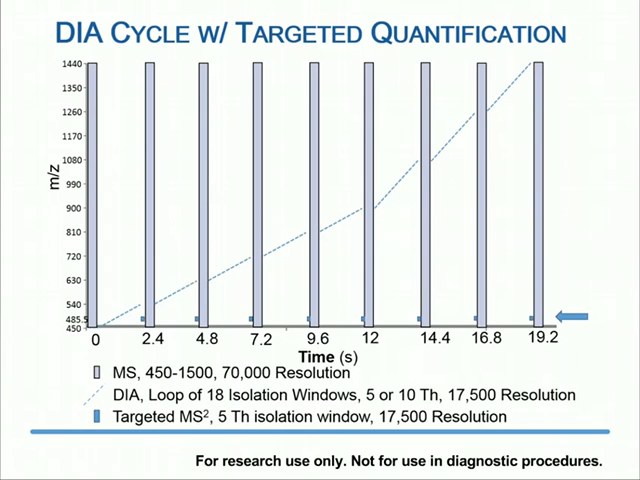 DIA CYCLE W/ TARGETED QUANTIFICATION
1440
1350
1260
1170
1080
990
900
810
720
630
540
485.5
450
m/z
0 2.4 4.8 7.2 9.6 12 14.4 16.8 19.2
Time (s)
MS, 450-1500, 70,000 Resolution
DIA, Loop of 18 Isolation Windows, 5 or 10 Th, 17,500 Resolution
Targeted MS², 5 Th isolation window, 17,500 Resolution
For research use only. Not for use in diagnostic procedures.